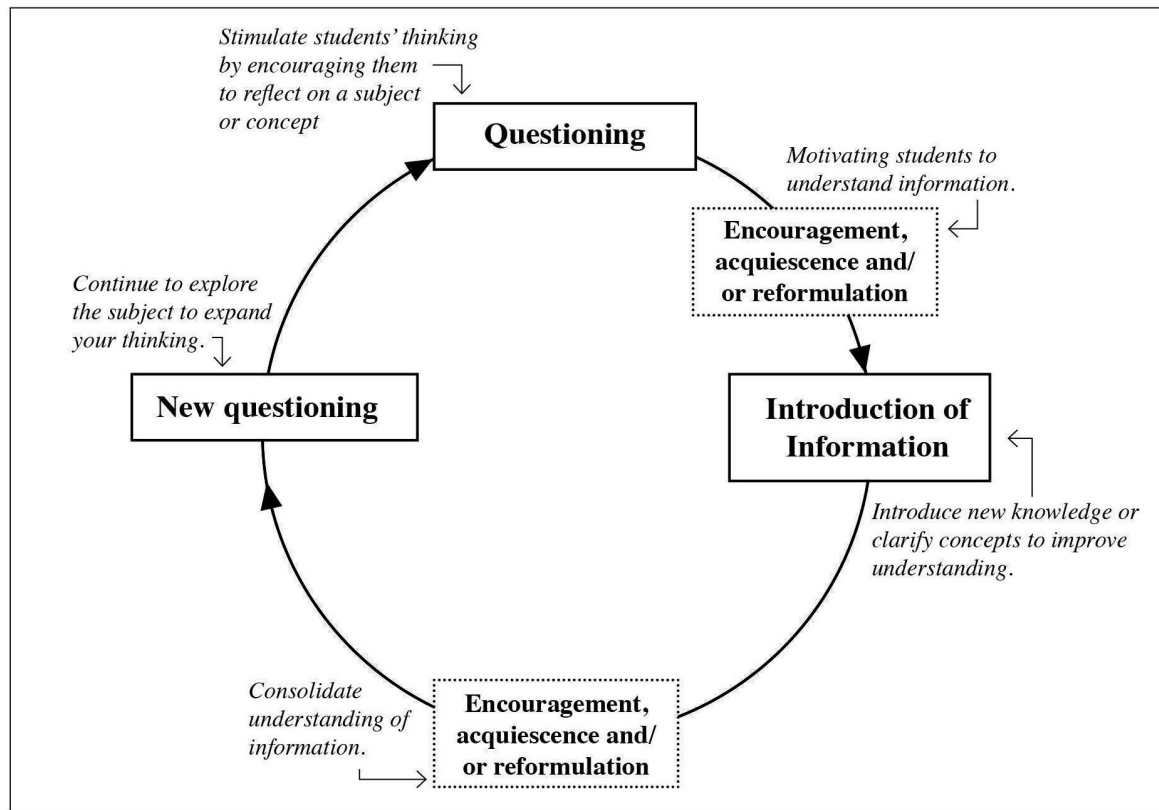 Stimulate students’ thinking
by encouraging them
to reflect on a subject
or concept
Questioning
Motivating students to
understand information.
Encouragement,
acquiescence and/
or reformulation
Introduction of
Information
Introduce new knowledge or
clarify concepts to improve
understanding.
Encouragement,
acquiescence and/
or reformulation
Consolidate
understanding of
information.
New questioning
Continue to explore
the subject to expand
your thinking.